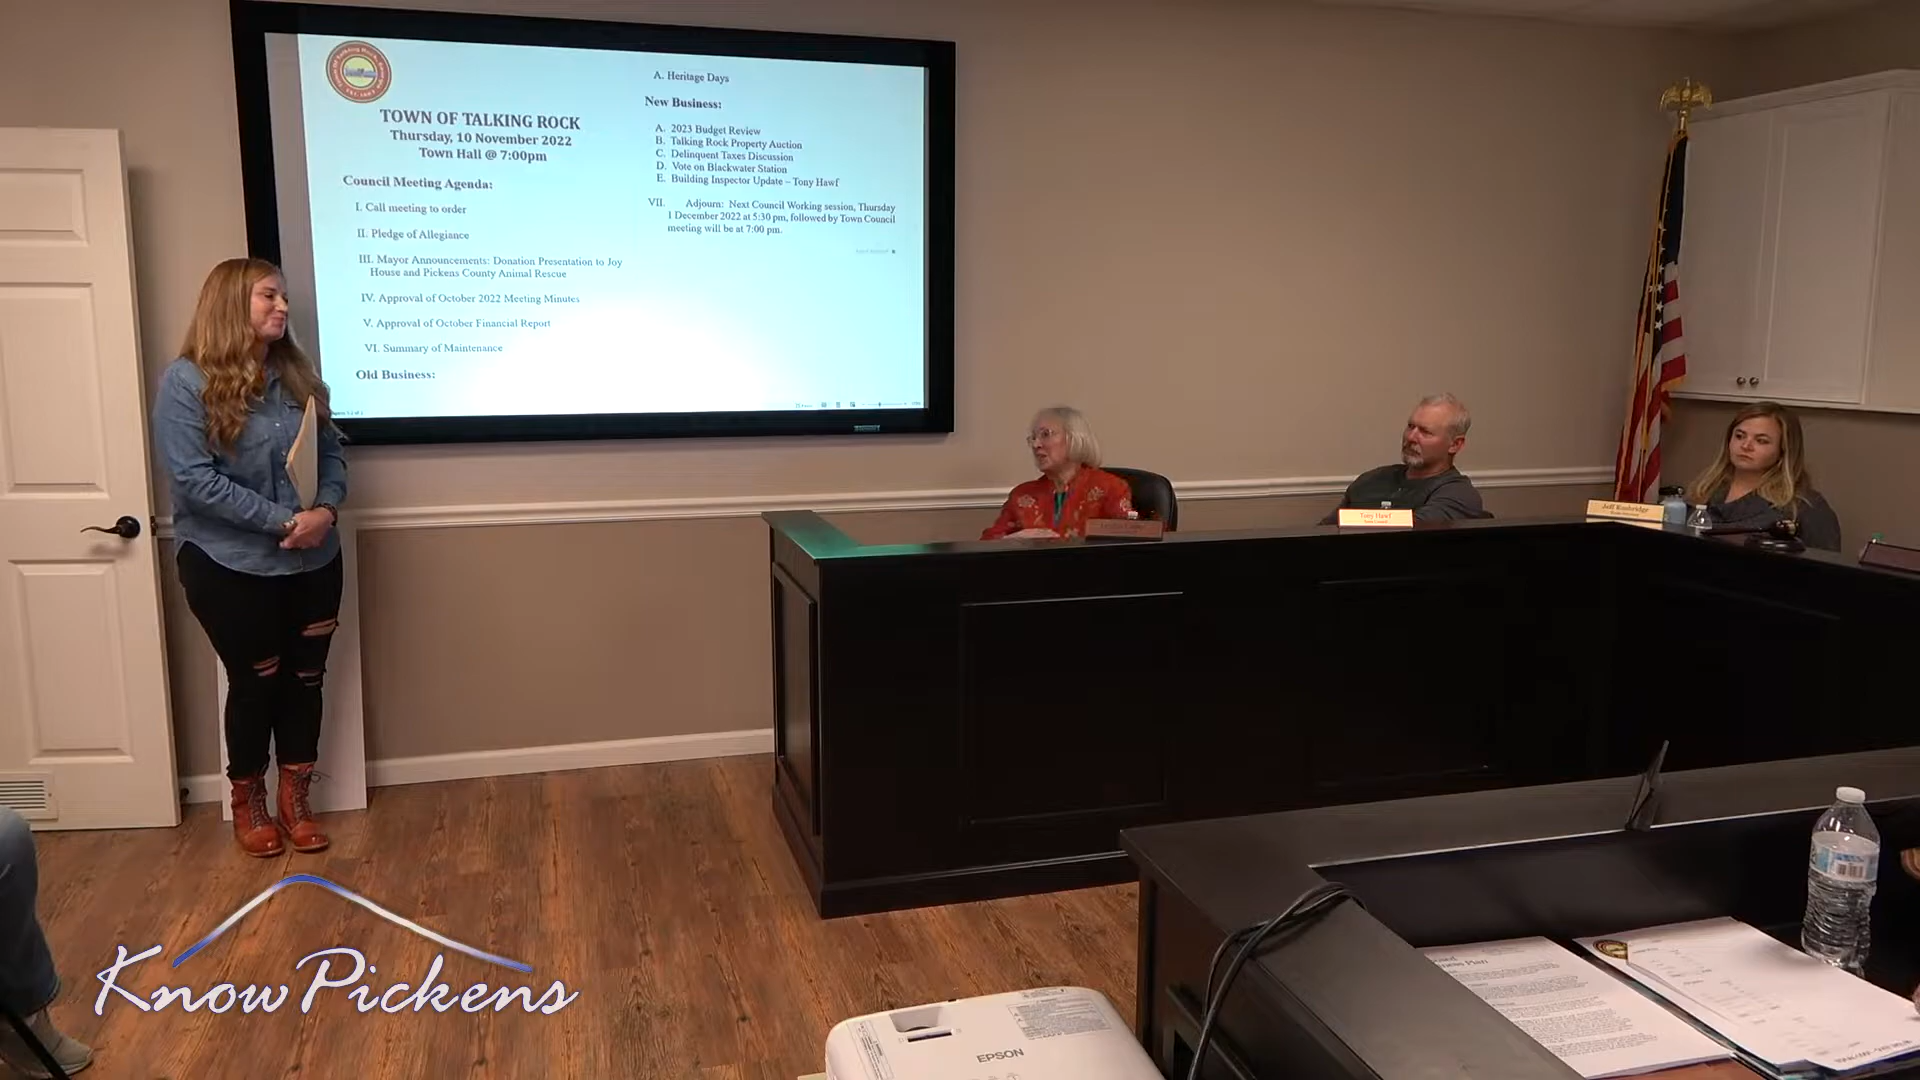 TOWN OF TALKING ROCK
Thursday, 10 November 2022
Town Hall @ 7:00pm
Council Meeting Agenda:
I. Call meeting to order
II. Pledge of Allegiance
III. Mayor Announcements: Donation Presentation to Joy
House and Pickens County Animal Rescue
IV. Approval of October 2022 Meeting Minutes
V. Approval of October Financial Report
VI. Summary of Maintenance
Old Business:
A. Heritage Days
New Business:
A. 2023 Budget Review
B. Talking Rock Property Auction
C. Delinquent Taxes Discussion
D. Vote on Blackwater Station
E. Building Inspector Update – Tony Hawf
VII. Adjourn: Next Council Working session, Thursday
1 December 2022 at 5:30 pm, followed by Town Council
meeting will be at 7:00 pm.
Tony Hawf
KnowPickens
EPSON